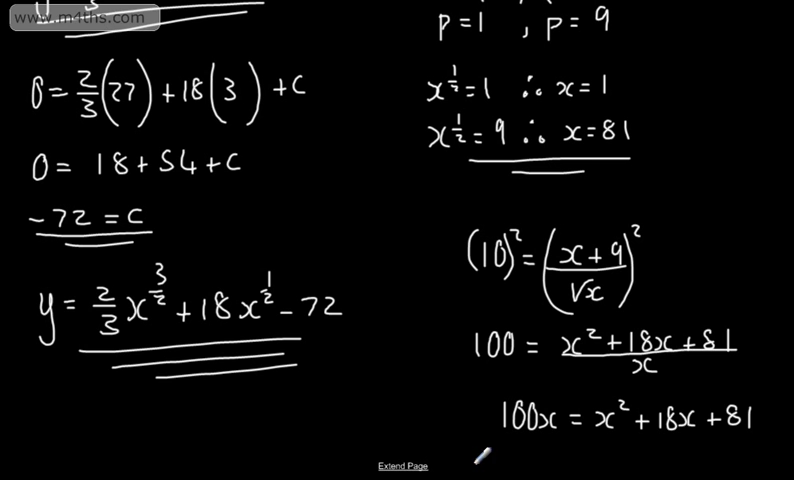 www.m4ths.com
0 = 2/3 (27) + 18(3) + C
0 = 18 + 54 + C
-72 = C
y = 2/3 x^3/2 + 18x^1/2 - 72
P=1 , P=9
x^1/2 = 1 ∴ x = 1
x^1/2 = 9 ∴ x = 81
(10)² = (x+9/√x)²
100 = x² + 18x + 81/x
100x = x² + 18x + 81
Extend Page